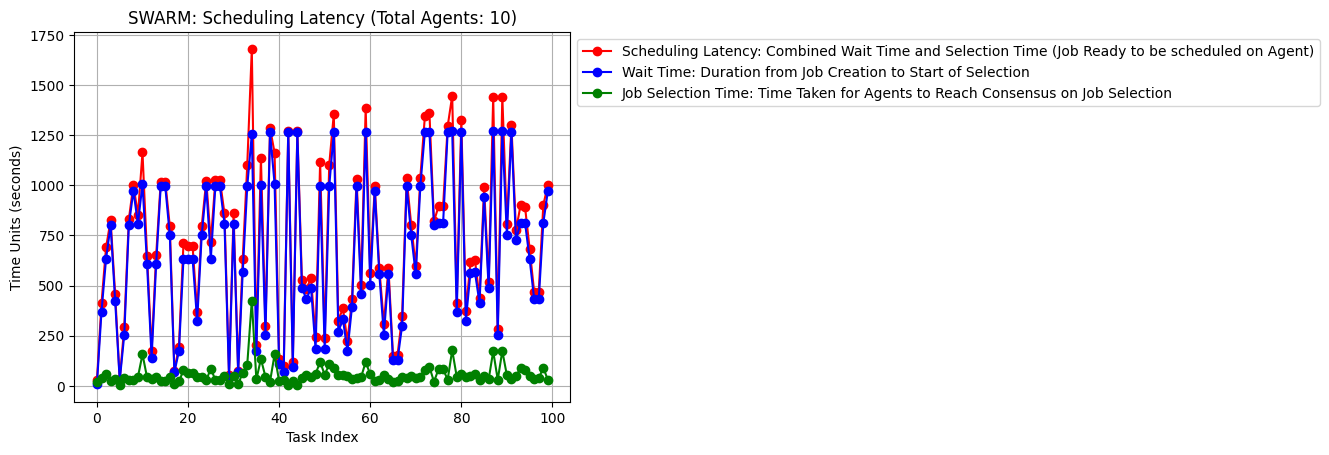 SWARM: Scheduling Latency (Total Agents: 10)
Scheduling Latency: Combined Wait Time and Selection Time (Job Ready to be scheduled on Agent)
Wait Time: Duration from Job Creation to Start of Selection
Job Selection Time: Time Taken for Agents to Reach Consensus on Job Selection
Time Units (seconds)
1750
1500
1250
1000
750
500
250
0
0 20 40 60 80 100
Task Index